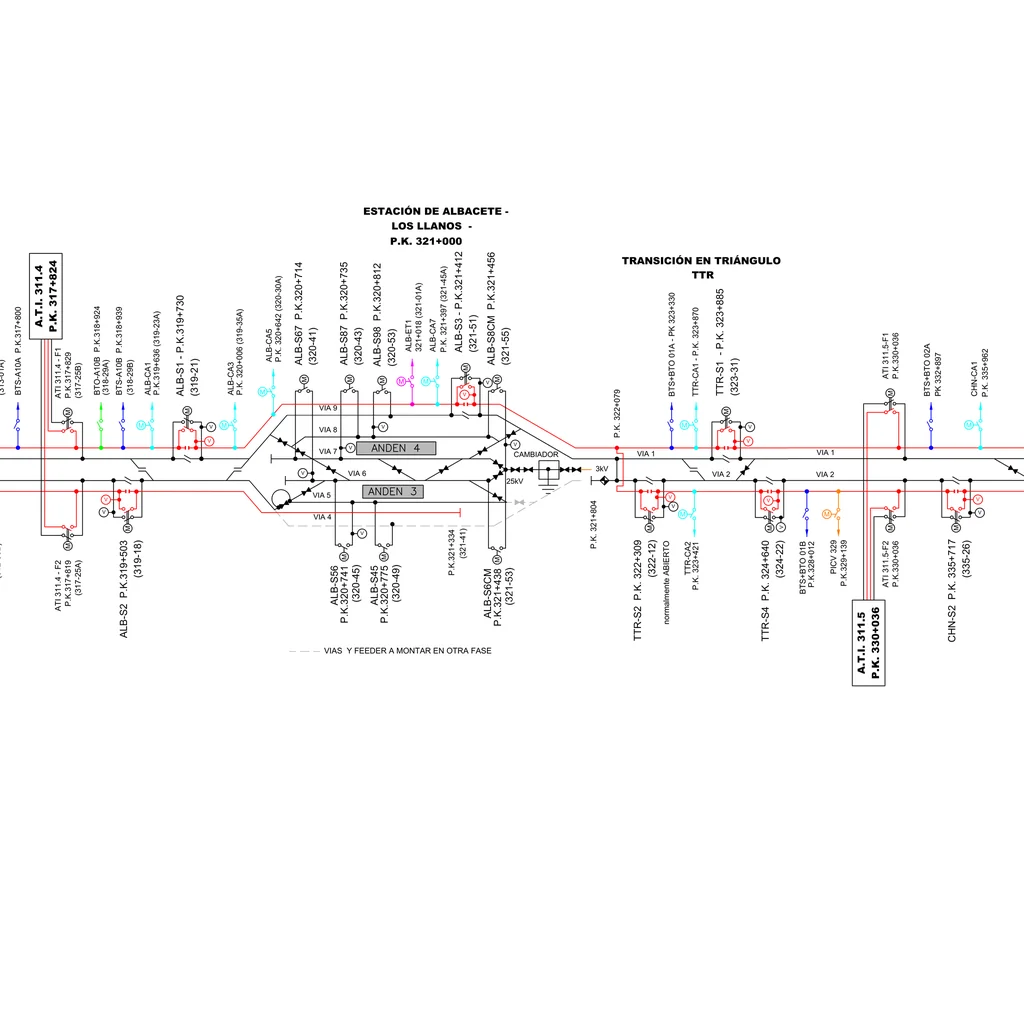 ESTACIÓN DE ALBACETE -
LOS LLANOS -
P.K. 321+000
TRANSICIÓN EN TRIÁNGULO
TTR
A.T.I. 311.4
P.K. 317+824
BTS-A10A P.K.317+800
ATI 311.4 - F1
P.K.317+829
(317-25B)
BTO-A10B P.K.318+924
(318-29A)
BTS-A10B P.K.318+939
(318-29B)
ALB-CA1
P.K.319+636 (319-23A)
ALB-S1 - P.K.319+730
(319-21)
ALB-CA3
P.K. 320+006 (319-35A)
ALB-CA5
P.K. 320+642 (320-30A)
ALB-S67 P.K.320+714
(320-41)
ALB-S87 P.K.320+735
(320-43)
ALB-S98 P.K.320+812
(320-53)
ALB-ET1
321+018 (321-01A)
ALB-CA7
P.K. 321+397 (321-45A)
ALB-S3 - P.K.321+412
(321-51)
ALB-S8CM P.K.321+456
(321-55)
P.K. 322+079
BTS+BTO 01A - PK 323+330
TTR-CA1 - P.K. 323+870
TTR-S1 - P.K. 323+885
(323-31)
ATI 311.5-F1
P.K.330+036
BTS+BTO 02A
PK 332+897
CHN-CA1
P.K. 335+962
VIA 9
VIA 8
VIA 7
ANDEN 4
VIA 6
ANDEN 3
VIA 5
VIA 4
CAMBIADOR
25kV
3kV
VIA 1
VIA 2
VIA 1
VIA 2
ATI 311.4 - F2
P.K.317+819
(317-25A)
ALB-S2 P.K.319+503
(319-18)
ALB-S56
P.K.320+741
(320-45)
ALB-S45
P.K.320+775
(320-49)
P.K.321+334
(321-41)
ALB-S6CM
P.K.321+438
(321-53)
P.K. 321+804
TTR-S2 P.K. 322+309
(322-12)
normalmente ABIERTO
TTR-CA2
P.K. 323+421
TTR-S4 P.K. 324+640
(324-22)
BTS+BTO 01B
P.K.328+012
PICV 329
P.K.329+139
ATI 311.5-F2
P.K.330+036
A.T.I. 311.5
P.K. 330+036
CHN-S2 P.K. 335+717
(335-26)
VIAS Y FEEDER A MONTAR EN OTRA FASE